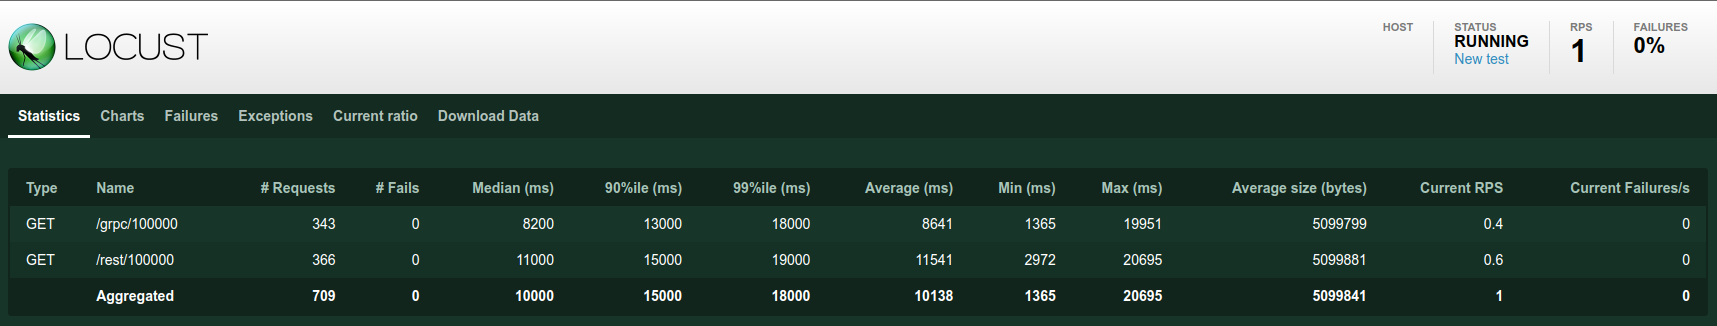 LOCUST
HOST
STATUS
RUNNING
New test
RPS
1
FAILURES
0%
Statistics Charts Failures Exceptions Current ratio Download Data
Type Name # Requests # Fails Median (ms) 90%ile (ms) 99%ile (ms) Average (ms) Min (ms) Max (ms) Average size (bytes) Current RPS Current Failures/s
GET /grpc/100000 343 0 8200 13000 18000 8641 1365 19951 5099799 0.4 0
GET /rest/100000 366 0 11000 15000 19000 11541 2972 20695 5099881 0.6 0
Aggregated 709 0 10000 15000 18000 10138 1365 20695 5099841 1 0